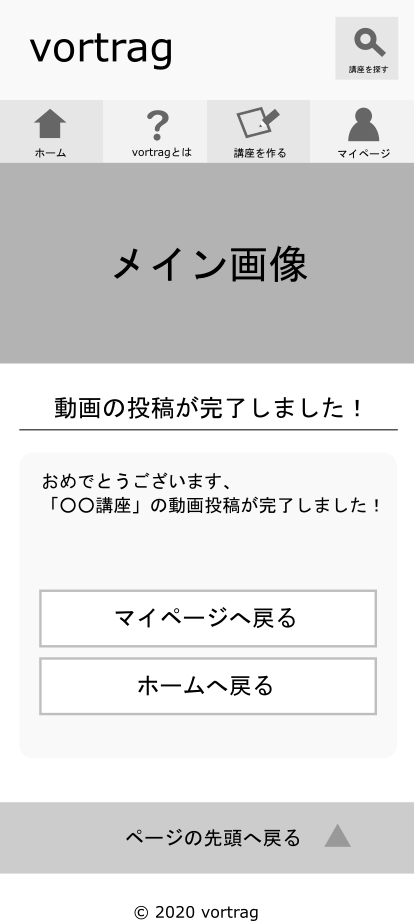 vortrag
講座を探す
ホーム
vortragとは
講座を作る
マイページ
メイン画像
動画の投稿が完了しました！
おめでとうございます、
「〇〇講座」の動画投稿が完了しました！
マイページへ戻る
ホームへ戻る
ページの先頭へ戻る
© 2020 vortrag